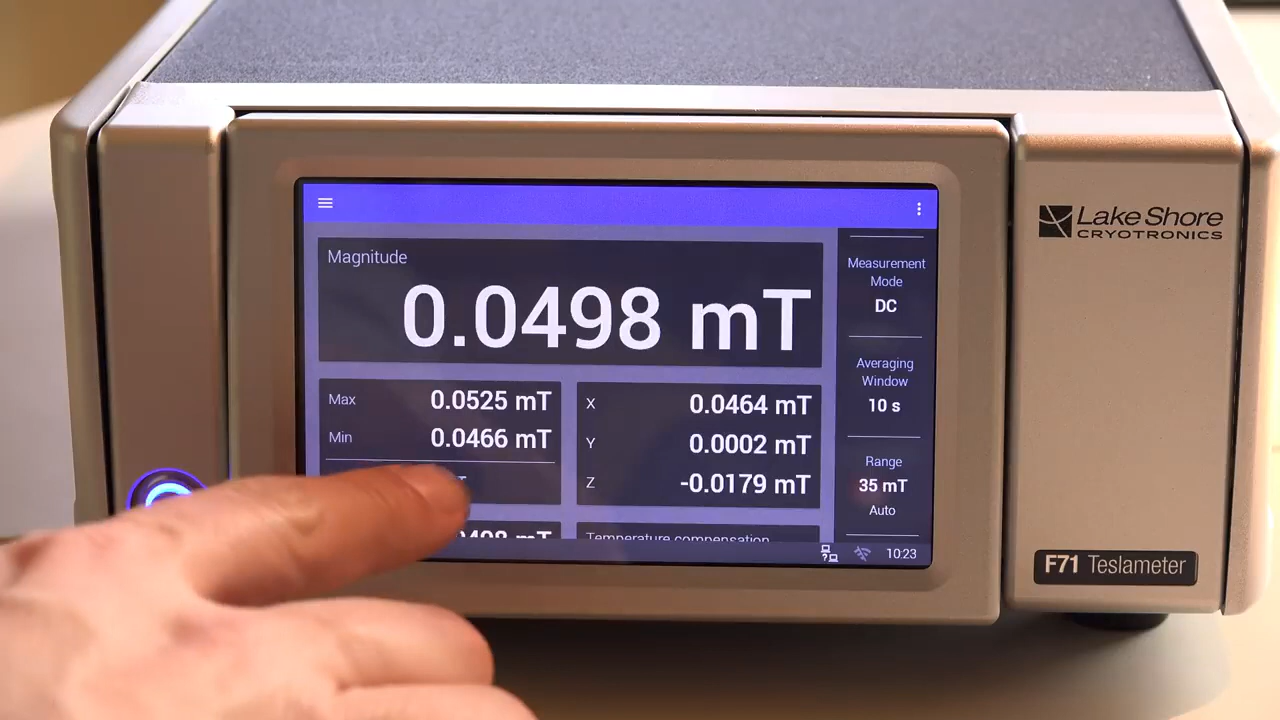 Lake Shore
CRYOTRONICS
Magnitude
0.0498 mT
Max 0.0525 mT
Min 0.0466 mT
X 0.0464 mT
Y 0.0002 mT
Z -0.0179 mT
Temperature compensation
Measurement
Mode
DC
Averaging
Window
10 s
Range
35 mT
Auto
10:23
F71 Teslameter